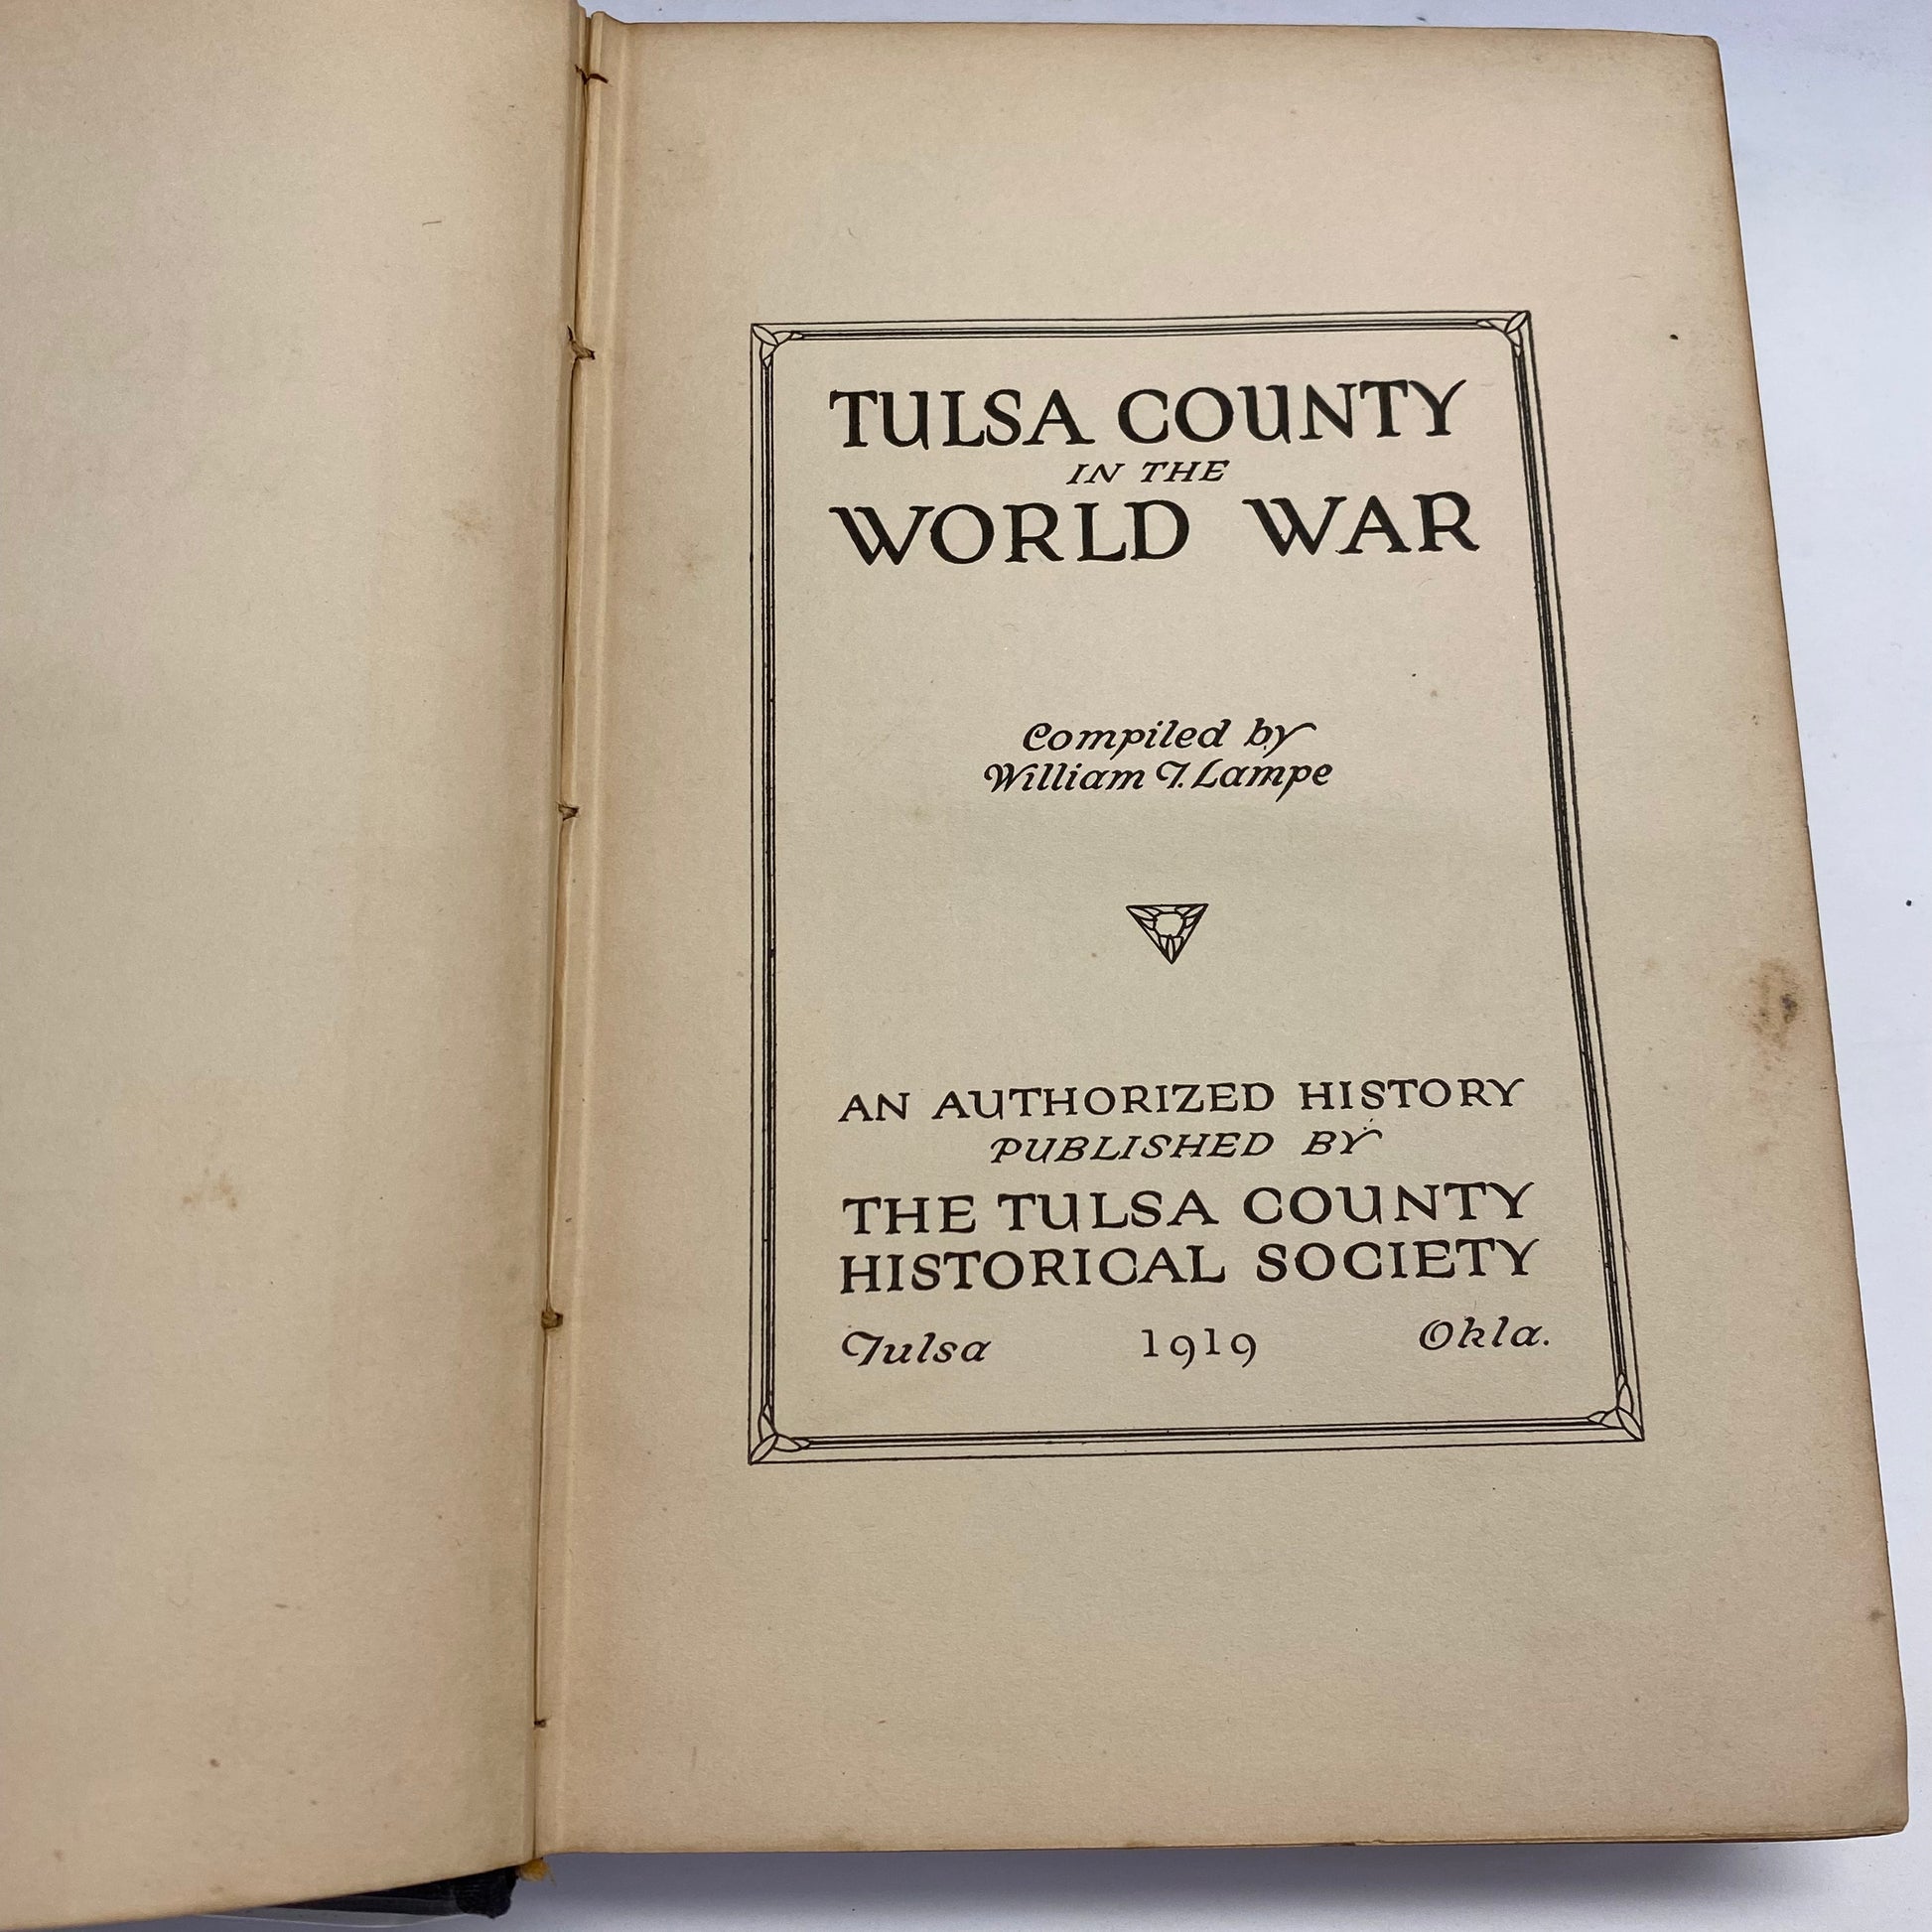 TULSA COUNTY
IN THE
WORLD WAR
Compiled by
William T. Lampe
AN AUTHORIZED HISTORY
PUBLISHED BY
THE TULSA COUNTY
HISTORICAL SOCIETY
Tulsa 1919 Okla.